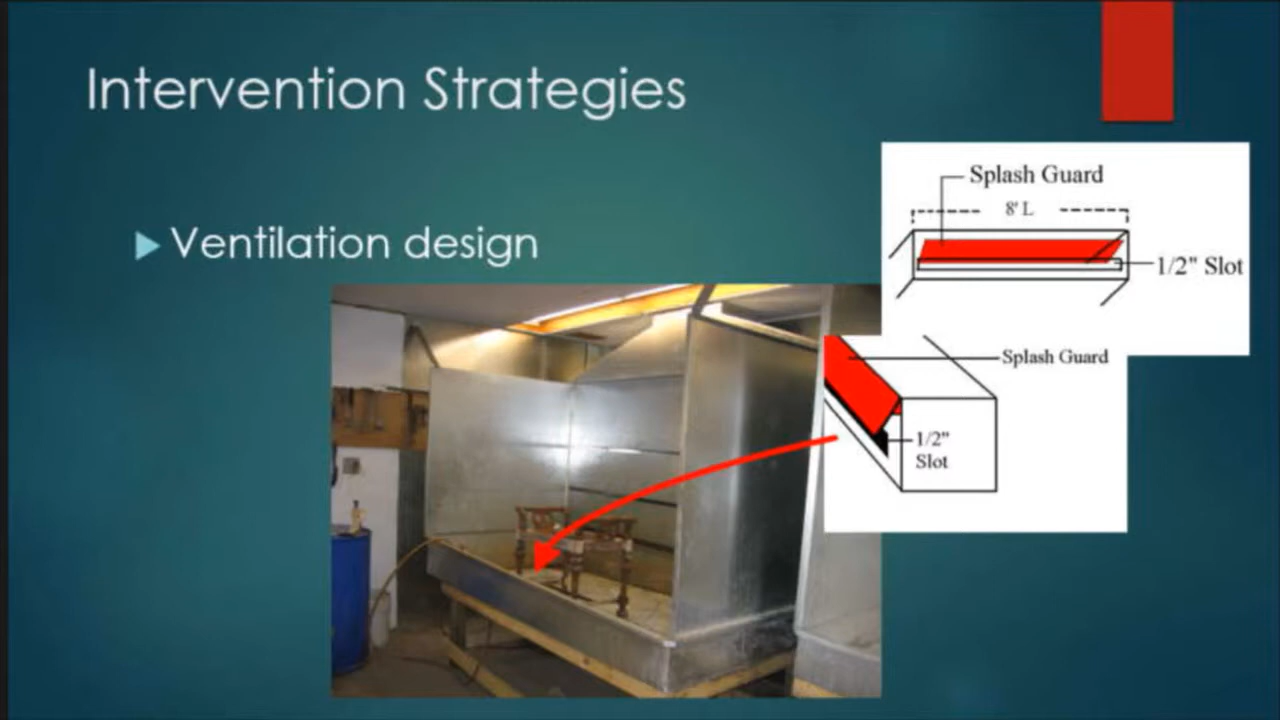 Intervention Strategies
Ventilation design
Splash Guard
8' L
1/2" Slot
Splash Guard
1/2"
Slot